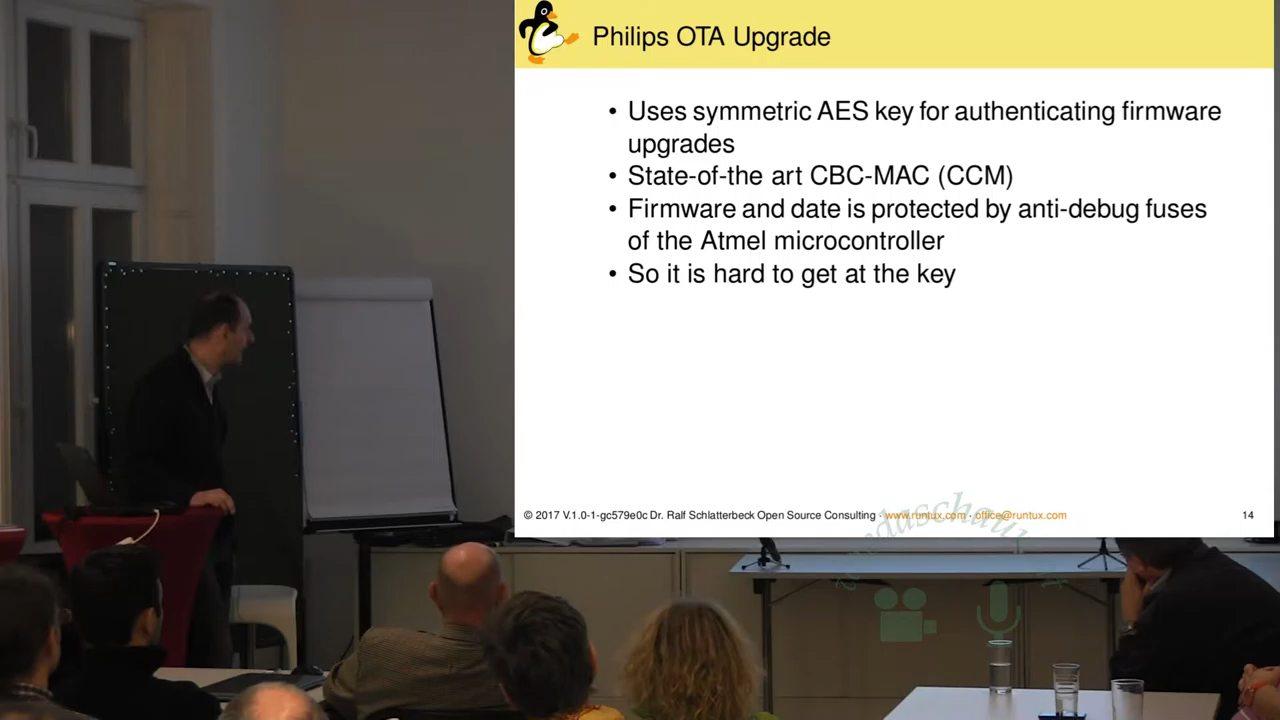 Philips OTA Upgrade
• Uses symmetric AES key for authenticating firmware
upgrades
• State-of-the art CBC-MAC (CCM)
• Firmware and date is protected by anti-debug fuses
of the Atmel microcontroller
• So it is hard to get at the key
© 2017 V.1.0-1-gc579e0c Dr. Ralf Schlatterbeck Open Source Consulting · www.runtux.com · office@runtux.com
14